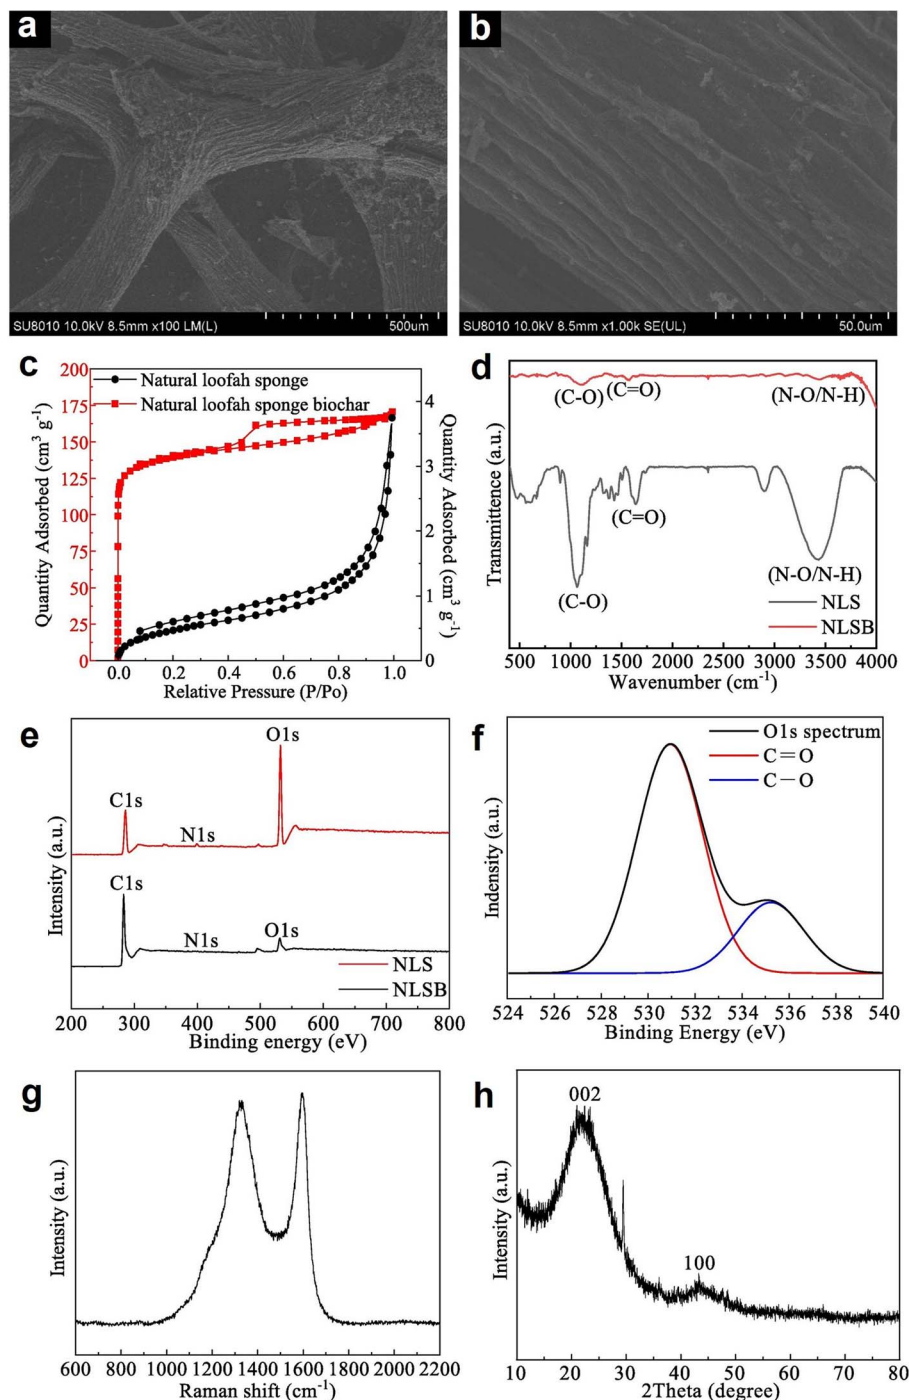 a
b
SU8010 10.0kV 8.5mm x100 LM(L)
500um
SU8010 10.0kV 8.5mm x1.00k SE(UL)
50.0um
c
Natural loofah sponge
Natural loofah sponge biochar
200
175
150
125
100
75
50
25
0
Quantity Adsorbed (cm³ g⁻¹)
4
3
2
1
0
Quantity Adsorbed (cm³ g⁻¹)
0.0 0.2 0.4 0.6 0.8 1.0
Relative Pressure (P/Po)
d
(C-O)
(C=O)
(N-O/N-H)
(C=O)
(C-O)
(N-O/N-H)
NLS
NLSB
Transmittence (a.u.)
500 1000 1500 2000 2500 3000 3500 4000
Wavenumber (cm⁻¹)
e
O1s
C1s
N1s
C1s
N1s
O1s
NLS
NLSB
Intensity (a.u.)
200 300 400 500 600 700 800
Binding energy (eV)
f
O1s spectrum
C=O
C-O
Indensity (a.u.)
524 526 528 530 532 534 536 538 540
Binding Energy (eV)
g
Intensity (a.u.)
600 800 1000 1200 1400 1600 1800 2000 2200
Raman shift (cm⁻¹)
h
002
100
Intensity (a.u.)
10 20 30 40 50 60 70 80
2Theta (degree)